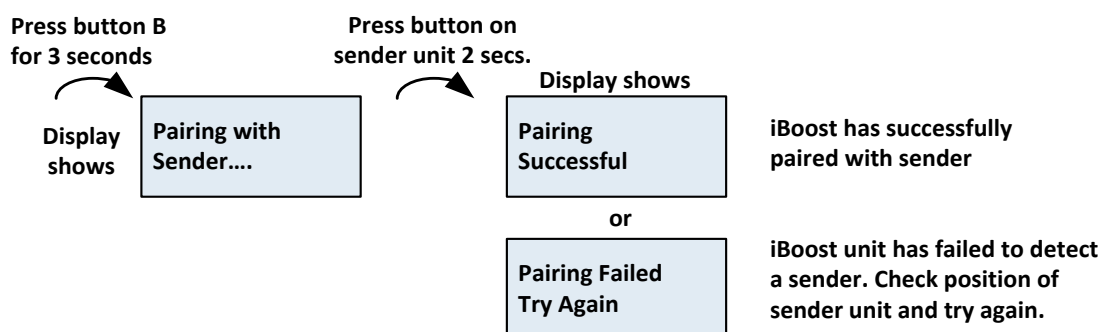 Press button B
for 3 seconds
Press button on
sender unit 2 secs.
Display
shows
Pairing with
Sender....
Display shows
Pairing
Successful
iBoost has successfully
paired with sender
or
Pairing Failed
Try Again
iBoost unit has failed to detect
a sender. Check position of
sender unit and try again.